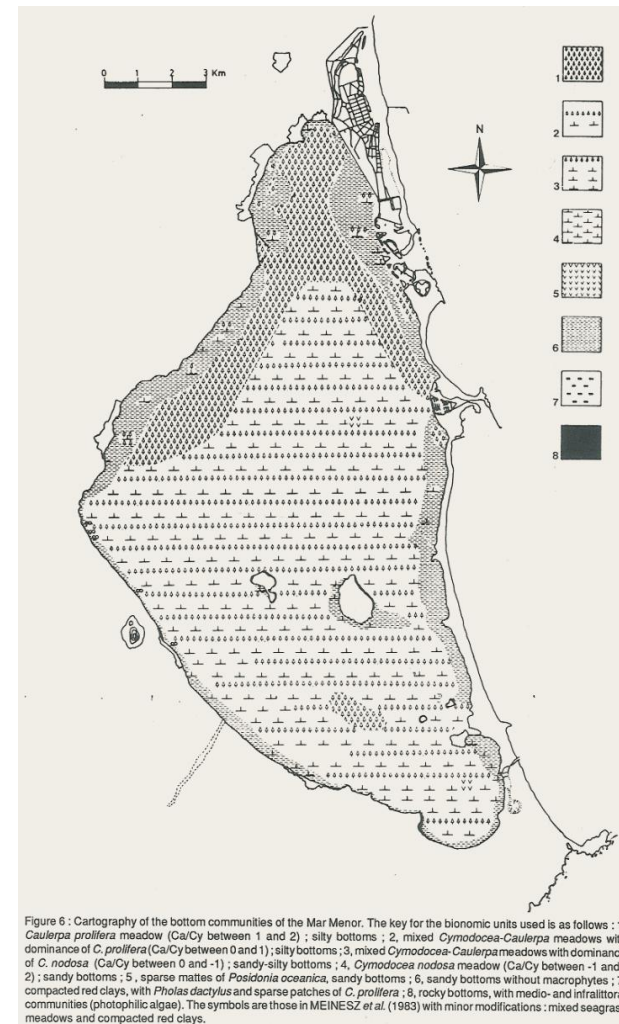 0 1 2 3 Km
N
1
2
3
4
5
6
7
8
Figure 6 : Cartography of the bottom communities of the Mar Menor. The key for the bionomic units used is as follows :
Caulerpa prolifera meadow (Ca/Cy between 1 and 2) ; silty bottoms ; 2, mixed Cymodocea-Caulerpa meadows
dominance of C. prolifera (Ca/Cy between 0 and 1) ; silty bottoms ; 3, mixed Cymodocea-Caulerpa meadows with
of C. nodosa (Ca/Cy between 0 and -1) ; sandy-silty bottoms ; 4, Cymodocea nodosa meadow (Ca/Cy between -1 and
2) ; sandy bottoms ; 5 , sparse mattes of Posidonia oceanica, sandy bottoms ; 6, sandy bottoms without macrophytes ;
compacted red clays, with Pholas dactylus and sparse patches of C. prolifera ; 8, rocky bottoms, with medio- and
communities (photophilic algae). The symbols are those in MEINESZ et al. (1983) with minor modifications : mixed
meadows and compacted red clays.